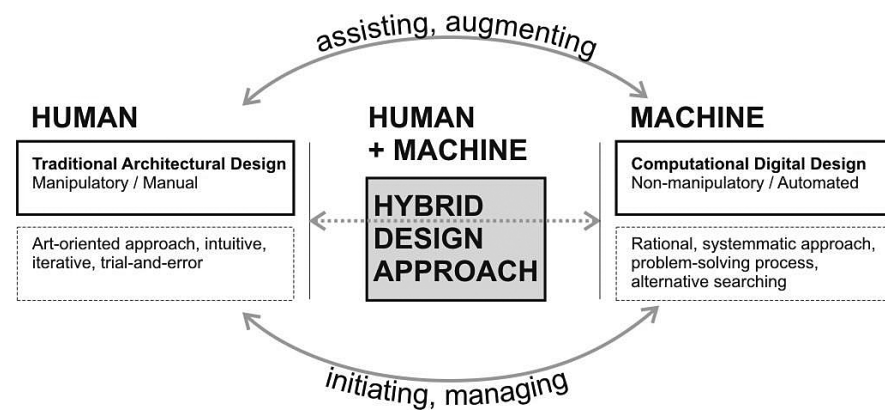 assisting, augmenting
HUMAN
Traditional Architectural Design
Manipulatory / Manual
Art-oriented approach, intuitive,
iterative, trial-and-error
HUMAN
+ MACHINE
HYBRID
DESIGN
APPROACH
MACHINE
Computational Digital Design
Non-manipulatory / Automated
Rational, systemmatic approach,
problem-solving process,
alternative searching
initiating, managing